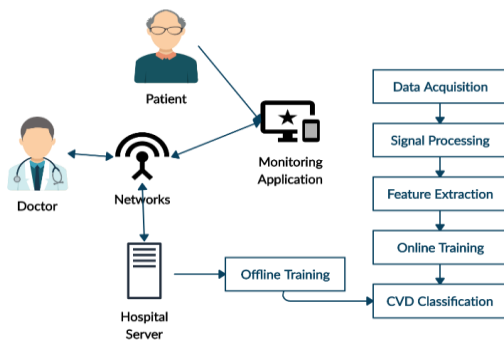 Patient
Doctor
Networks
Monitoring
Application
Hospital
Server
Offline Training
Data Acquisition
Signal Processing
Feature Extraction
Online Training
CVD Classification